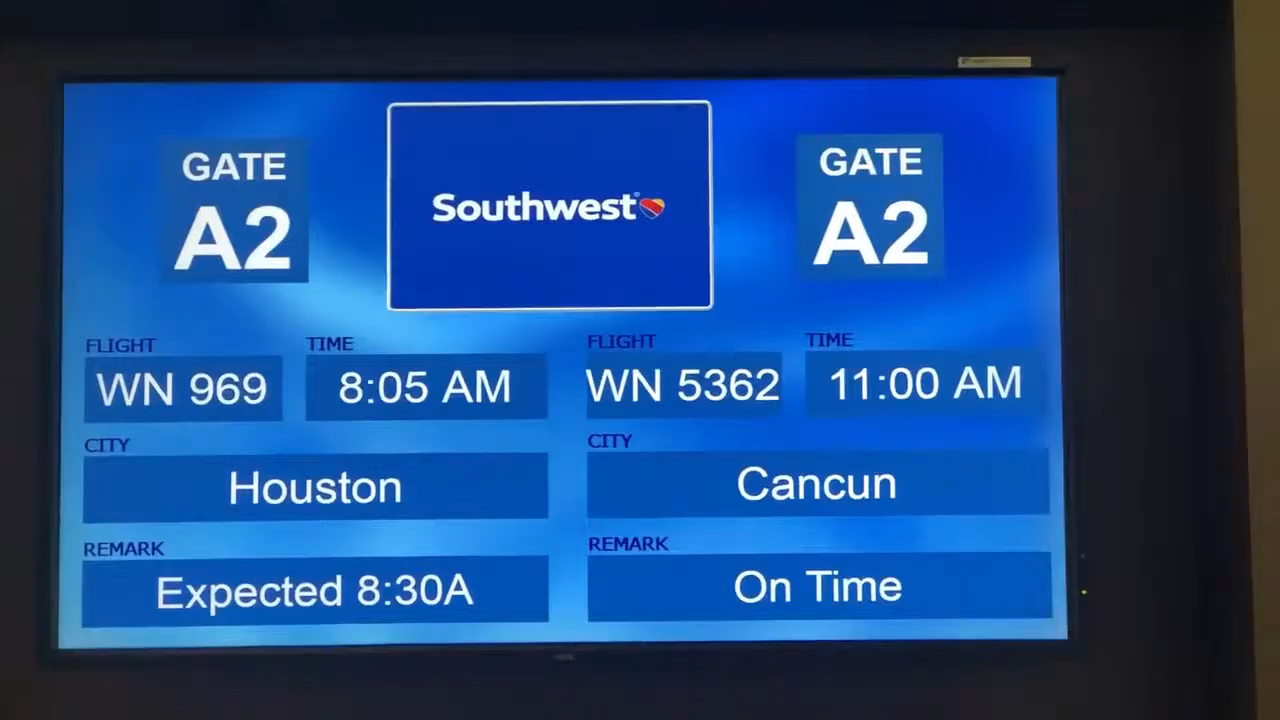 GATE
A2
Southwest
GATE
A2
FLIGHT TIME
WN 969 8:05 AM
CITY
Houston
REMARK
Expected 8:30A
FLIGHT TIME
WN 5362 11:00 AM
CITY
Cancun
REMARK
On Time